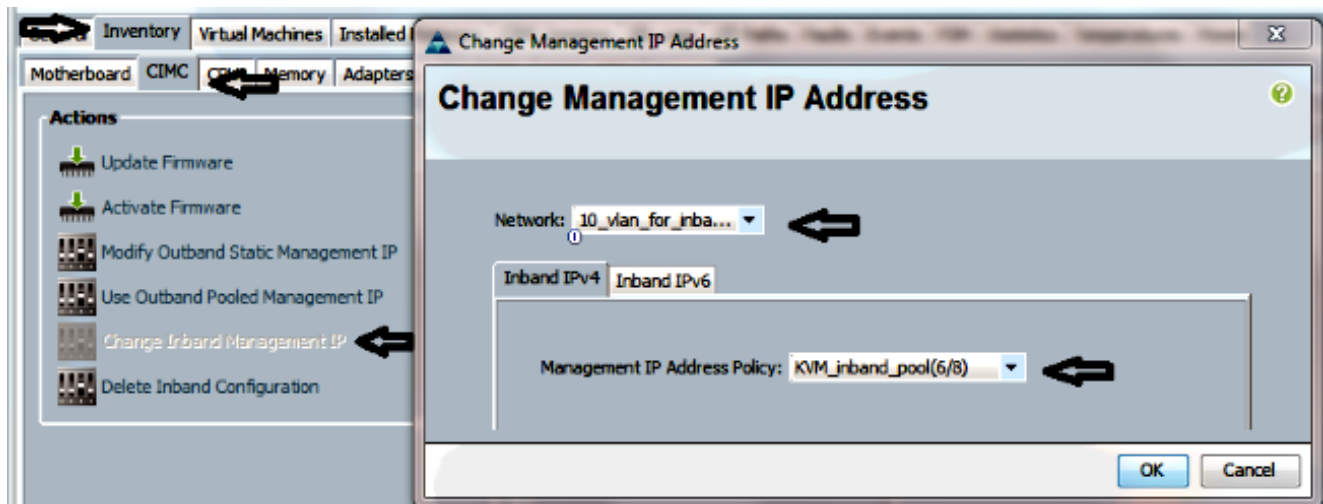 Inventory Virtual Machines Installed
Motherboard CIMC Memory Adapters
Actions
Update Firmware
Activate Firmware
Modify Outband Static Management IP
Use Outband Pooled Management IP
Change Inband Management IP
Delete Inband Configuration
Change Management IP Address
Change Management IP Address
Network: 10_vlan_for_inba...
Inband IPv4 Inband IPv6
Management IP Address Policy: KVM_inband_pool(6/8)
OK Cancel